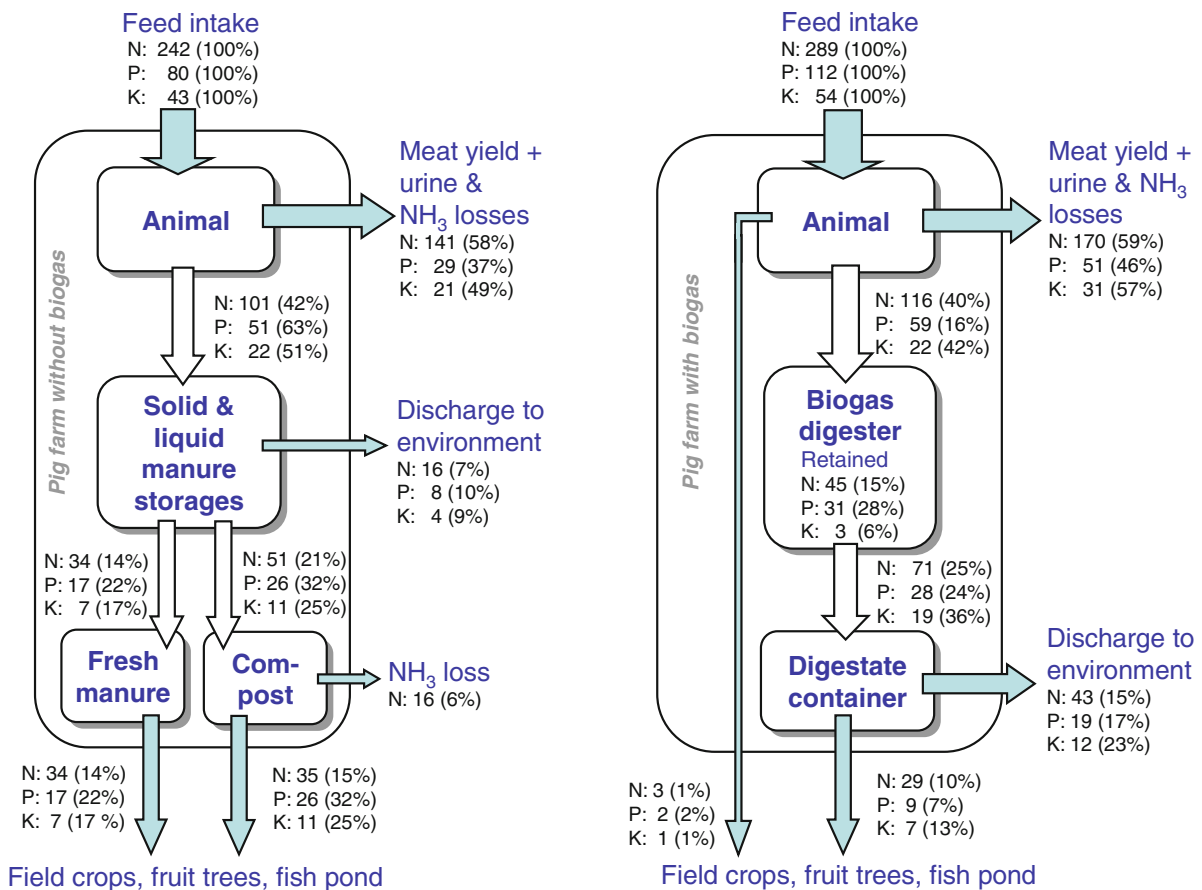 Feed intake
N: 242 (100%)
P: 80 (100%)
K: 43 (100%)
Pig farm without biogas
Animal
Meat yield +
urine &
NH₃ losses
N: 141 (58%)
P: 29 (37%)
K: 21 (49%)
N: 101 (42%)
P: 51 (63%)
K: 22 (51%)
Solid &
liquid
manure
storages
Discharge to
environment
N: 16 (7%)
P: 8 (10%)
K: 4 (9%)
N: 34 (14%)
P: 17 (22%)
K: 7 (17%)
N: 51 (21%)
P: 26 (32%)
K: 11 (25%)
Fresh
manure
Com-
post
NH₃ loss
N: 16 (6%)
N: 34 (14%)
P: 17 (22%)
K: 7 (17 %)
N: 35 (15%)
P: 26 (32%)
K: 11 (25%)
Field crops, fruit trees, fish pond
Feed intake
N: 289 (100%)
P: 112 (100%)
K: 54 (100%)
Pig farm with biogas
Animal
Meat yield +
urine & NH₃
losses
N: 170 (59%)
P: 51 (46%)
K: 31 (57%)
N: 116 (40%)
P: 59 (16%)
K: 22 (42%)
Biogas
digester
Retained
N: 45 (15%)
P: 31 (28%)
K: 3 (6%)
N: 71 (25%)
P: 28 (24%)
K: 19 (36%)
Digestate
container
Discharge to
environment
N: 43 (15%)
P: 19 (17%)
K: 12 (23%)
N: 3 (1%)
P: 2 (2%)
K: 1 (1%)
N: 29 (10%)
P: 9 (7%)
K: 7 (13%)
Field crops, fruit trees, fish pond